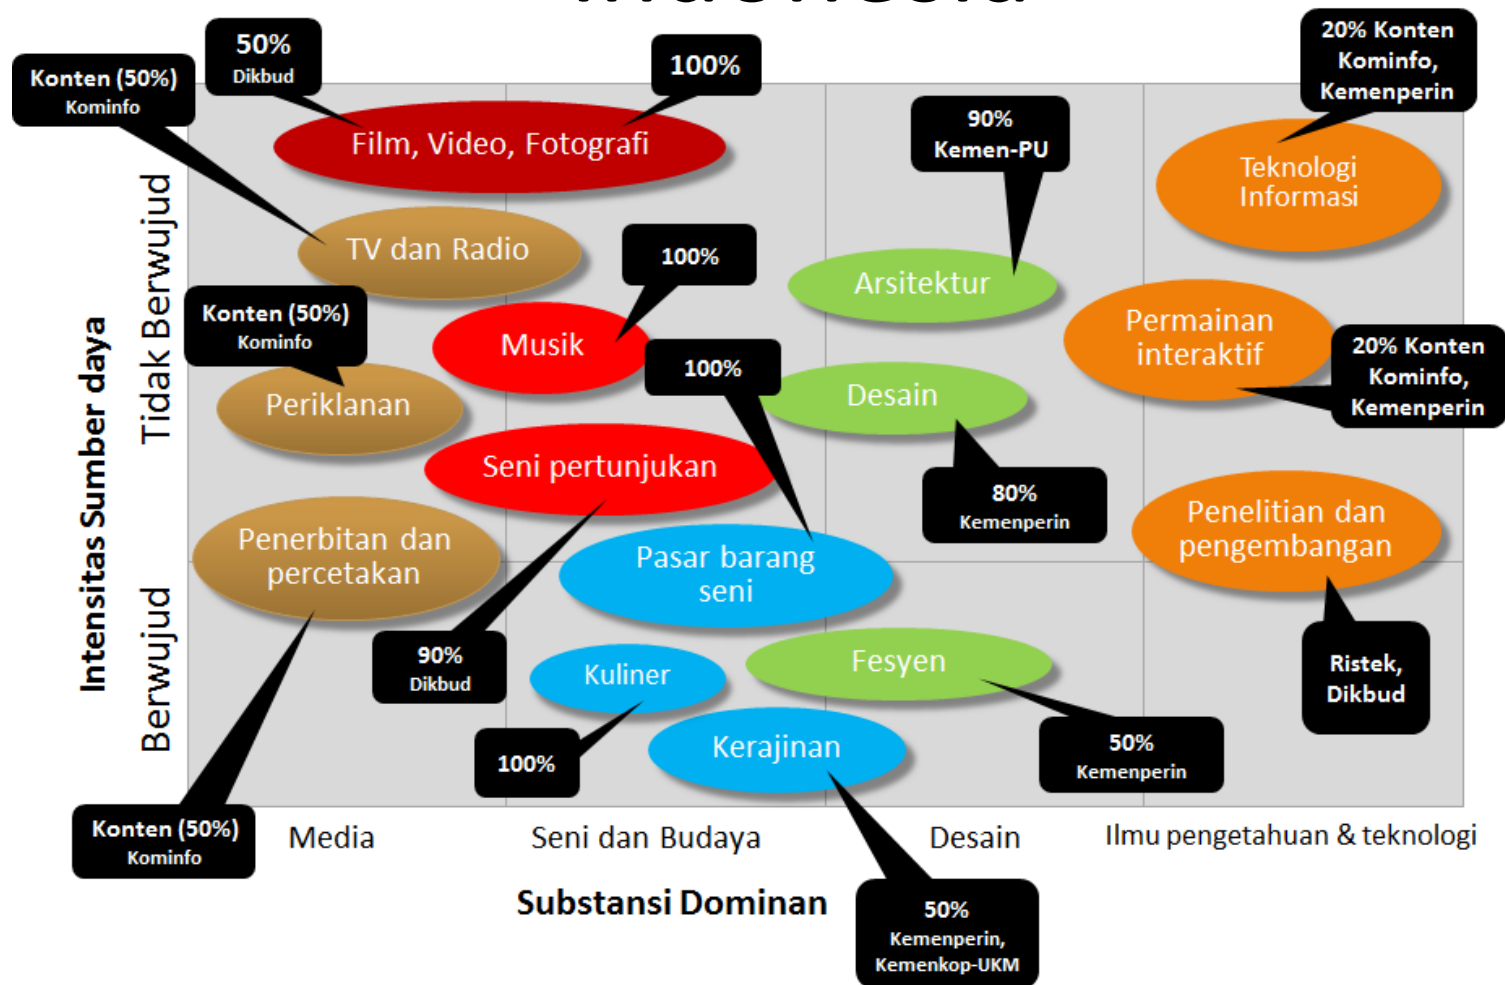 Indonesia
50%
Dikbud
100%
20% Konten
Kominfo,
Kemenperin
Konten (50%)
Kominfo
90%
Kemen-PU
Film, Video, Fotografi
Teknologi
Informasi
TV dan Radio
100%
Arsitektur
Konten (50%)
Kominfo
Musik
Permainan
interaktif
100%
20% Konten
Kominfo,
Kemenperin
Periklanan
Desain
Seni pertunjukan
80%
Kemenperin
Penerbitan dan
percetakan
Pasar barang
seni
Penelitian dan
pengembangan
90%
Dikbud
Kuliner
Fesyen
Ristek,
Dikbud
100%
Kerajinan
50%
Kemenperin
Konten (50%)
Kominfo
50%
Kemenperin,
Kemenkop-UKM
Intensitas Sumber daya
Tidak Berwujud
Berwujud
Media
Seni dan Budaya
Desain
Ilmu pengetahuan & teknologi
Substansi Dominan